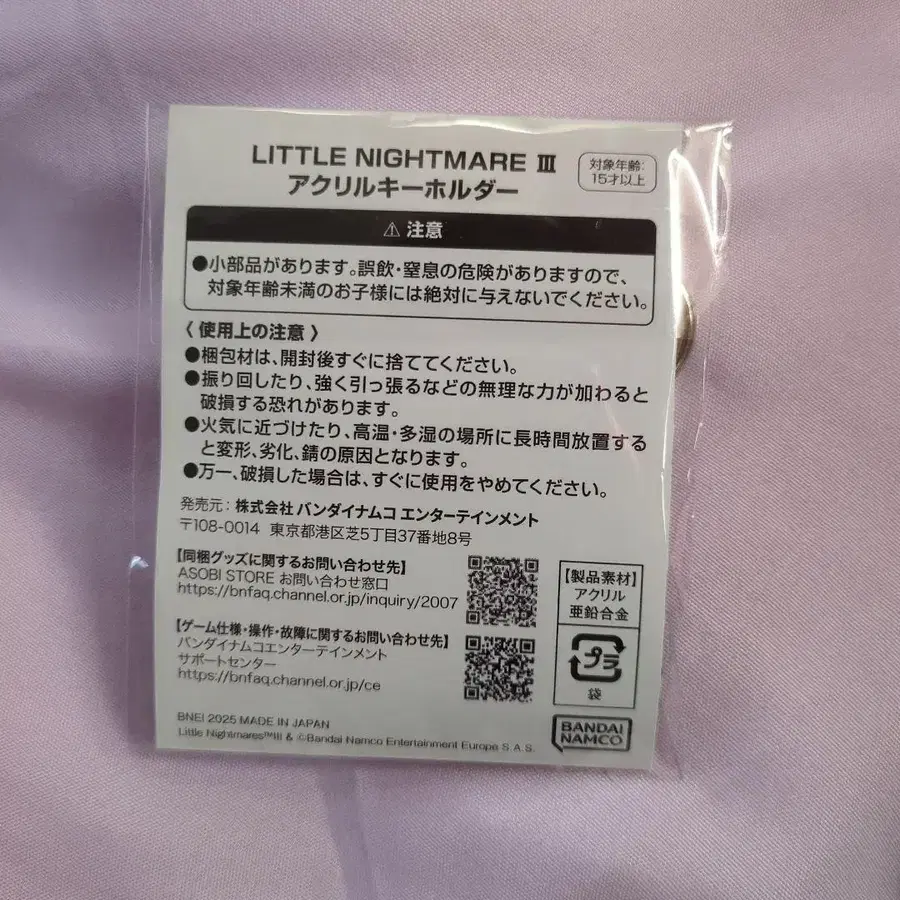 LITTLE NIGHTMARE Ⅲ
アクリルキーホルダー
対象年齢:
15才以上
⚠ 注意
●小部品があります。誤飲・窒息の危険がありますので、
対象年齢未満のお子様には絶対に与えないでください。
〈 使用上の注意 〉
●梱包材は、開封後すぐに捨ててください。
●振り回したり、強く引っ張るなどの無理な力が加わると
破損する恐れがあります。
●火気に近づけたり、高温・多湿の場所に長時間放置する
と変形、劣化、錆の原因となります。
●万一、破損した場合は、すぐに使用をやめてください。
発売元：株式会社 バンダイナムコ エンターテインメント
〒108-0014 東京都港区芝5丁目37番地8号
【同梱グッズに関するお問い合わせ先】
ASOBI STORE お問い合わせ窓口
https://bnfaq.channel.or.jp/inquiry/2007
【ゲーム仕様・操作・故障に関するお問い合わせ先】
バンダイナムコエンターテインメント
サポートセンター
https://bnfaq.channel.or.jp/ce
【製品素材】
アクリル
亜鉛合金
プラ
袋
BNEI 2025 MADE IN JAPAN
Little Nightmares™III & ©Bandai Namco Entertainment Europe S.A.S.
BANDAI
NAMCO